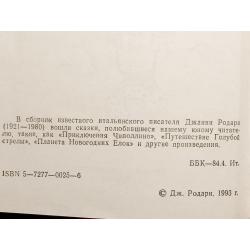 В сборник известного итальянского писателя Джанни Родари
(1921—1980) вошли сказки, полюбившиеся нашему юному читате-
лю, такие, как «Приключения Чиполлино», «Путешествие Голубой
стрелы», «Планета Новогодних Елок» и другие произведения.
ББК—84.4. Ит.
ISBN 5—7277—0025—6
© Дж. Родари, 1993 г.